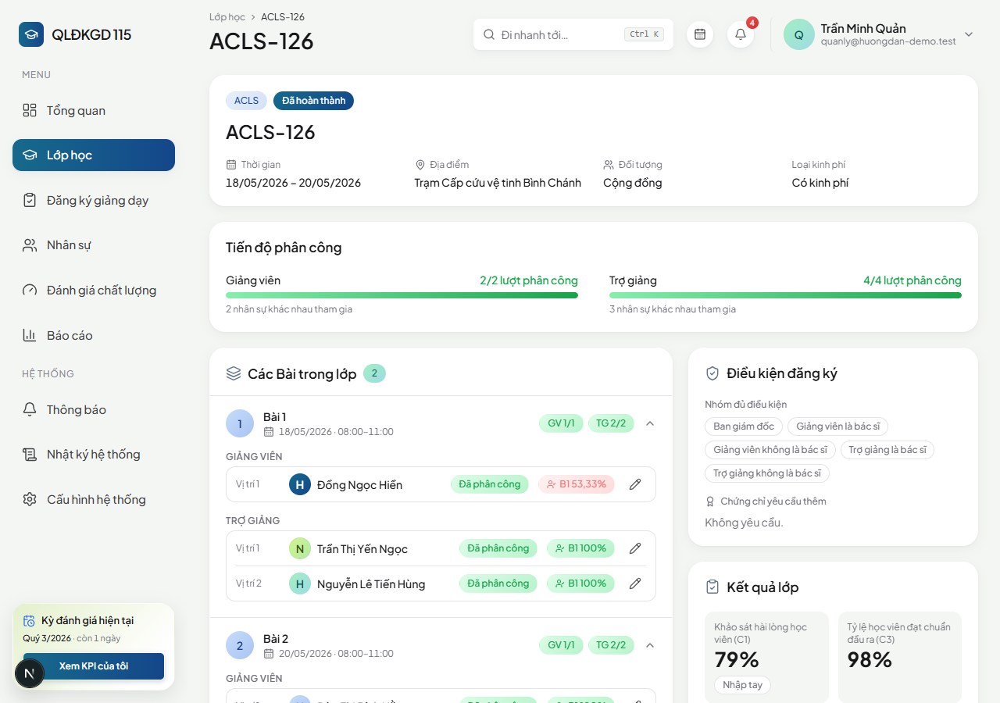 QLĐKGD 115
MENU
Tổng quan
Lớp học
Đăng ký giảng dạy
Nhân sự
Đánh giá chất lượng
Báo cáo
HỆ THỐNG
Thông báo
Nhật ký hệ thống
Cấu hình hệ thống
Kỳ đánh giá hiện tại
Quý 3/2026 · còn 1 ngày
Xem KPI của tôi
N
Lớp học > ACLS-126
ACLS-126
Đi nhanh tới...
Ctrl K
4
Q
Trần Minh Quản
quanly@huongdan-demo.test
ACLS
Đã hoàn thành
ACLS-126
Thời gian
18/05/2026 – 20/05/2026
Địa điểm
Trạm Cấp cứu vệ tinh Bình Chánh
Đối tượng
Cộng đồng
Loại kinh phí
Có kinh phí
Tiến độ phân công
Giảng viên
2/2 lượt phân công
2 nhân sự khác nhau tham gia
Trợ giảng
4/4 lượt phân công
3 nhân sự khác nhau tham gia
Các Bài trong lớp 2
1
Bài 1
18/05/2026 · 08:00–11:00
GV 1/1
TG 2/2
GIẢNG VIÊN
Vị trí 1 H Đồng Ngọc Hiền Đã phân công B1 53,33%
TRỢ GIẢNG
Vị trí 1 N Trần Thị Yến Ngọc Đã phân công B1 100%
Vị trí 2 H Nguyễn Lê Tiến Hùng Đã phân công B1 100%
2
Bài 2
20/05/2026 · 08:00–11:00
GV 1/1
TG 2/2
GIẢNG VIÊN
Điều kiện đăng ký
Nhóm đủ điều kiện
Ban giám đốc
Giảng viên là bác sĩ
Giảng viên không là bác sĩ
Trợ giảng là bác sĩ
Trợ giảng không là bác sĩ
Chứng chỉ yêu cầu thêm
Không yêu cầu.
Kết quả lớp
Khảo sát hài lòng học
viên (C1)
79%
Nhập tay
Tỷ lệ học viên đạt chuẩn
đầu ra (C3)
98%